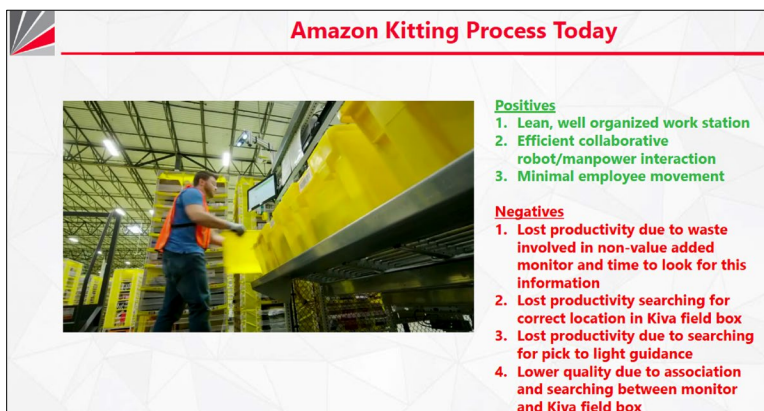 Amazon Kitting Process Today
Positives
1. Lean, well organized work station
2. Efficient collaborative
robot/manpower interaction
3. Minimal employee movement
Negatives
1. Lost productivity due to waste
involved in non-value added
monitor and time to look for this
information
2. Lost productivity searching for
correct location in Kiva field box
3. Lost productivity due to searching
for pick to light guidance
4. Lower quality due to association
and searching between monitor
and Kiva field box